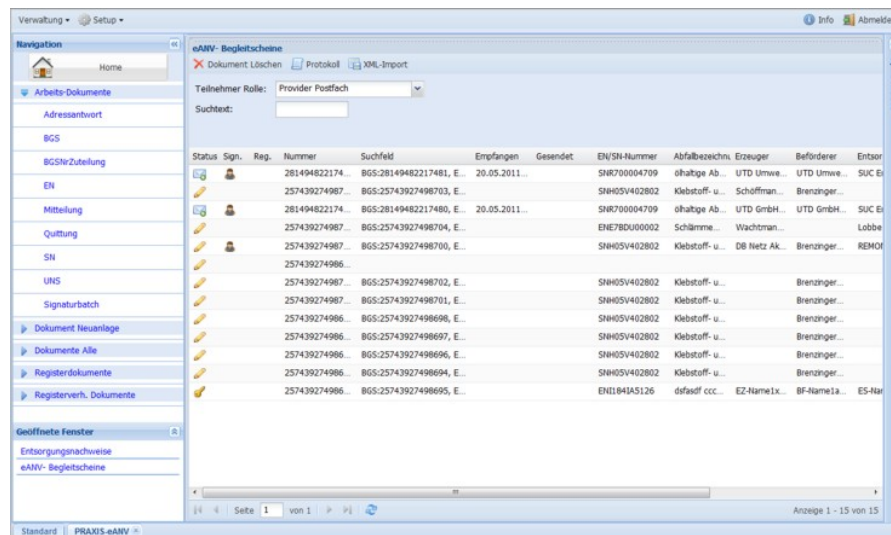 Verwaltung Setup Info Abmelde
Navigation
Home
Arbeits-Dokumente
Adressantwort
BGS
BGSNrZuteilung
EN
Mitteilung
Quittung
SN
UNS
Signaturbatch
Dokument Neuanlage
Dokumente Alle
Registerdokumente
Registerverh. Dokumente
Geöffnete Fenster
Entsorgungsnachweise
eANV- Begleitscheine
eANV- Begleitscheine
Dokument Löschen Protokoll XML-Import
Teilnehmer Rolle: Provider Postfach
Suchtext:
Status Sign. Reg. Nummer Suchfeld Empfangen Gesendet EN/SN-Nummer Abfallbezeichnu Erzeuger Beförderer Entsor
281494822174... BGS:28149482217481, E... 20.05.2011... SNR700004709 ölhaltige Ab... UTD Umwe... UTD Umwe... SUC E
257439274987... BGS:25743927498703, E... SNH05V402802 Klebstoff- u... Schöffman... Brenzinger...
281494822174... BGS:28149482217480, E... 20.05.2011... SNR700004709 ölhaltige Ab... UTD GmbH... UTD GmbH... SUC E
257439274987... BGS:25743927498704, E... ENE7BDU00002 Schlämme... Wachtman... Lobbe
257439274987... BGS:25743927498700, E... SNH05V402802 Klebstoff- u... DB Netz Ak... Brenzinger... REMO
257439274986...
257439274987... BGS:25743927498702, E... SNH05V402802 Klebstoff- u... Brenzinger...
257439274987... BGS:25743927498701, E... SNH05V402802 Klebstoff- u... Brenzinger...
257439274986... BGS:25743927498698, E... SNH05V402802 Klebstoff- u... Brenzinger...
257439274986... BGS:25743927498697, E... SNH05V402802 Klebstoff- u... Brenzinger...
257439274986... BGS:25743927498696, E... SNH05V402802 Klebstoff- u... Brenzinger...
257439274986... BGS:25743927498694, E... SNH05V402802 Klebstoff- u... Brenzinger...
257439274986... BGS:25743927498695, E... ENI184IA5126 dsfasdf ccc... EZ-Name1x... BF-Name1a... ES-Nar
Seite 1 von 1 Anzeige 1 - 15 von 15
Standard PRAXIS-eANV